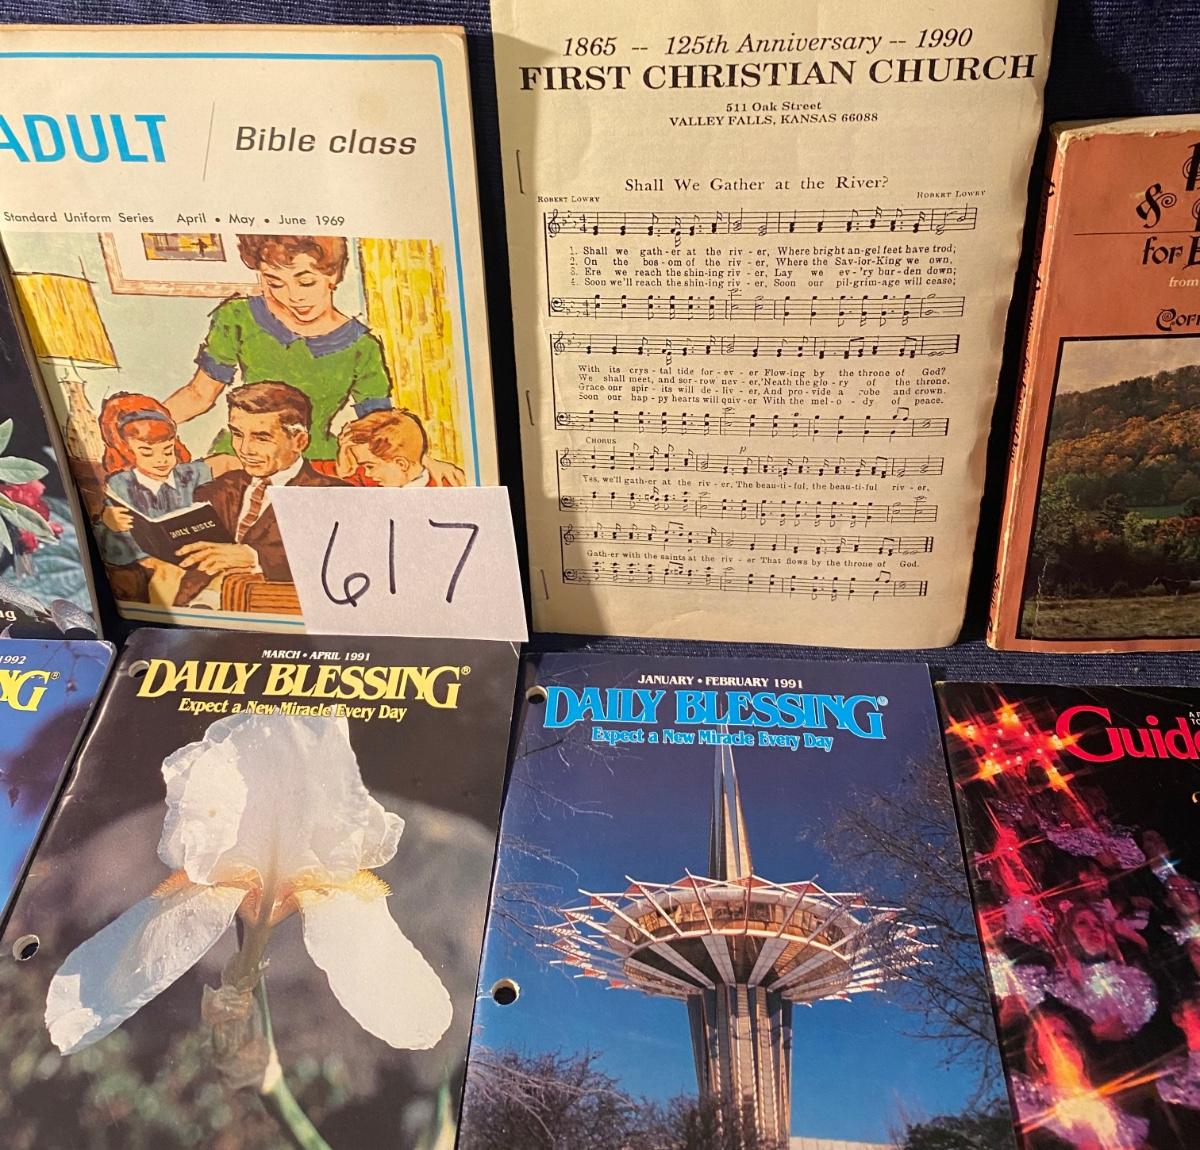 ADULT
Bible class
Standard Uniform Series April • May • June 1969
HOLY BIBLE
617
1865 -- 125th Anniversary -- 1990
FIRST CHRISTIAN CHURCH
511 Oak Street
VALLEY FALLS, KANSAS 66088
Shall We Gather at the River?
ROBERT LOWRY
ROBERT LOWRY
1. Shall we gath-er at the riv-er, Where bright an-gel feet have trod;
2. On the bos-om of the riv-er, Where the Sav-ior-King we own,
3. Ere we reach the shin-ing riv-er, Lay we ev-'ry bur-den down;
4. Soon we'll reach the shin-ing riv-er, Soon our pil-grim-age will cease;
With its crys-tal tide for-ev-er Flow-ing by the throne of God?
We shall meet, and sor-row nev-er, 'Neath the glo-ry of the throne.
Grace our spir-its will de-liv-er, And pro-vide a robe and crown.
Soon our hap-py hearts will quiv-er With the mel-o-dy of peace.
CHORUS
p
Yes, we'll gath-er at the riv-er, The beau-ti-ful, the beau-ti-ful riv-er,
Gath-er with the saints at the riv-er That flows by the throne of God.
&
for
from
1992
NG®
MARCH • APRIL 1991
DAILY BLESSING®
Expect a New Miracle Every Day
JANUARY • FEBRUARY 1991
DAILY BLESSING®
Expect a New Miracle Every Day
Guide